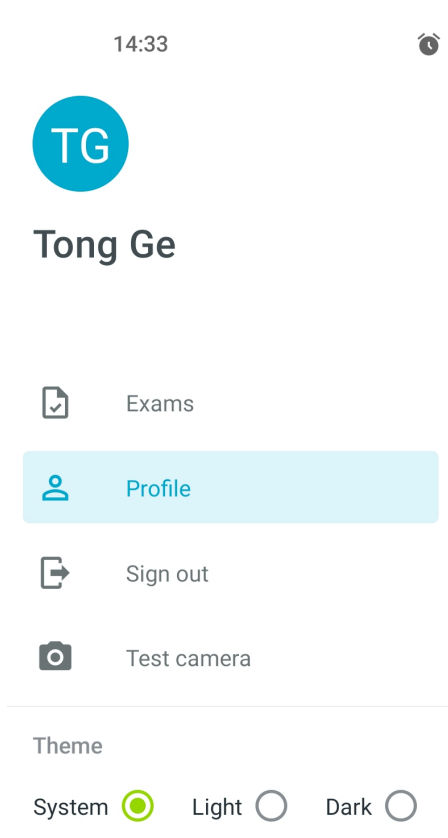 14:33
TG
Tong Ge
Exams
Profile
Sign out
Test camera
Theme
System Light Dark